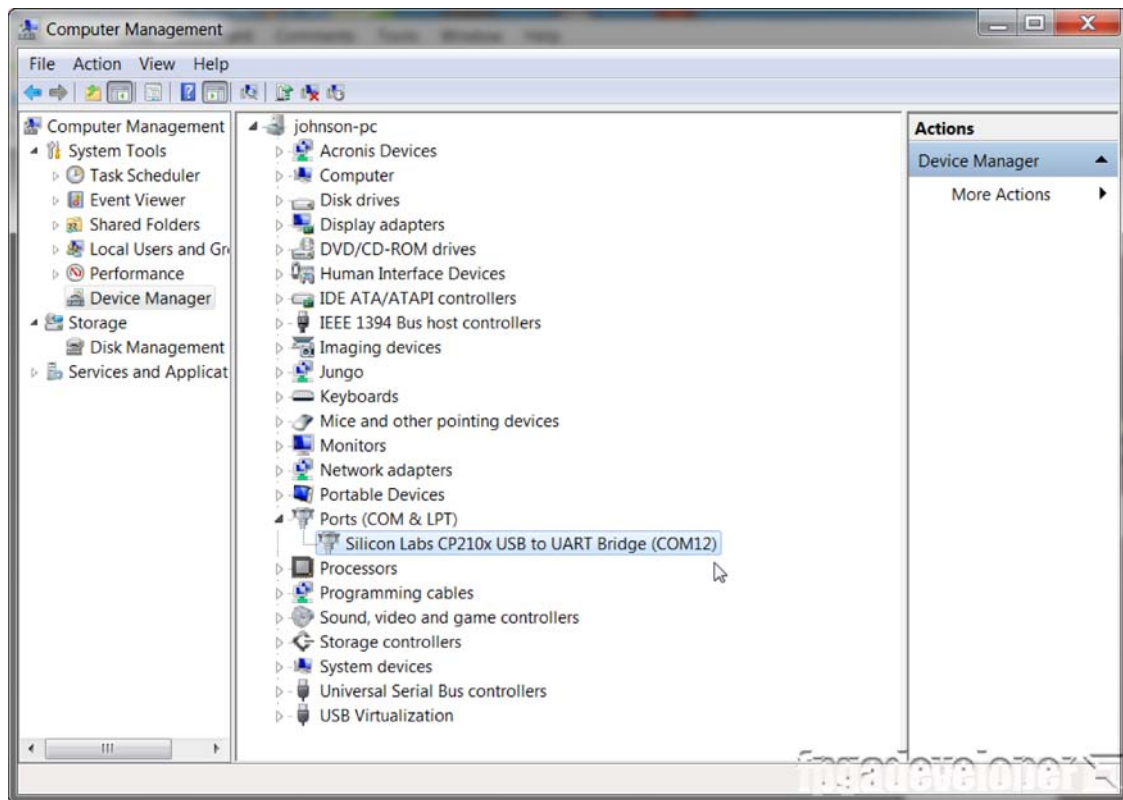 Computer Management
Comments Tools Window Help
File Action View Help
Computer Management
System Tools
Task Scheduler
Event Viewer
Shared Folders
Local Users and Gr
Performance
Device Manager
Storage
Disk Management
Services and Applicat
johnson-pc
Acronis Devices
Computer
Disk drives
Display adapters
DVD/CD-ROM drives
Human Interface Devices
IDE ATA/ATAPI controllers
IEEE 1394 Bus host controllers
Imaging devices
Jungo
Keyboards
Mice and other pointing devices
Monitors
Network adapters
Portable Devices
Ports (COM & LPT)
Silicon Labs CP210x USB to UART Bridge (COM12)
Processors
Programming cables
Sound, video and game controllers
Storage controllers
System devices
Universal Serial Bus controllers
USB Virtualization
Actions
Device Manager
More Actions
fpgadeveloper